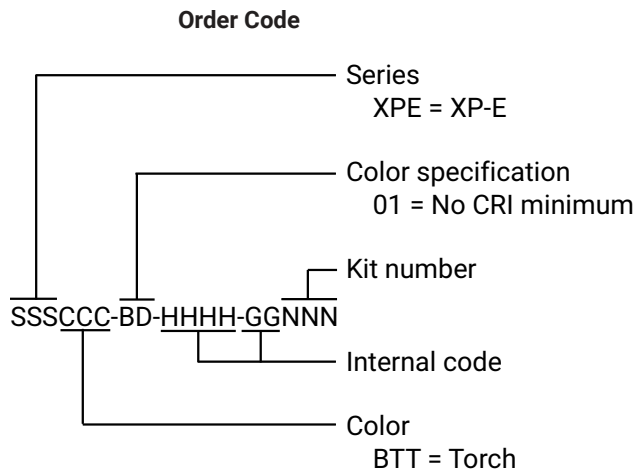 Order Code
Series
XPE = XP-E
Color specification
01 = No CRI minimum
Kit number
SSSCCC-BD-HHHH-GGNNN
Internal code
Color
BTT = Torch